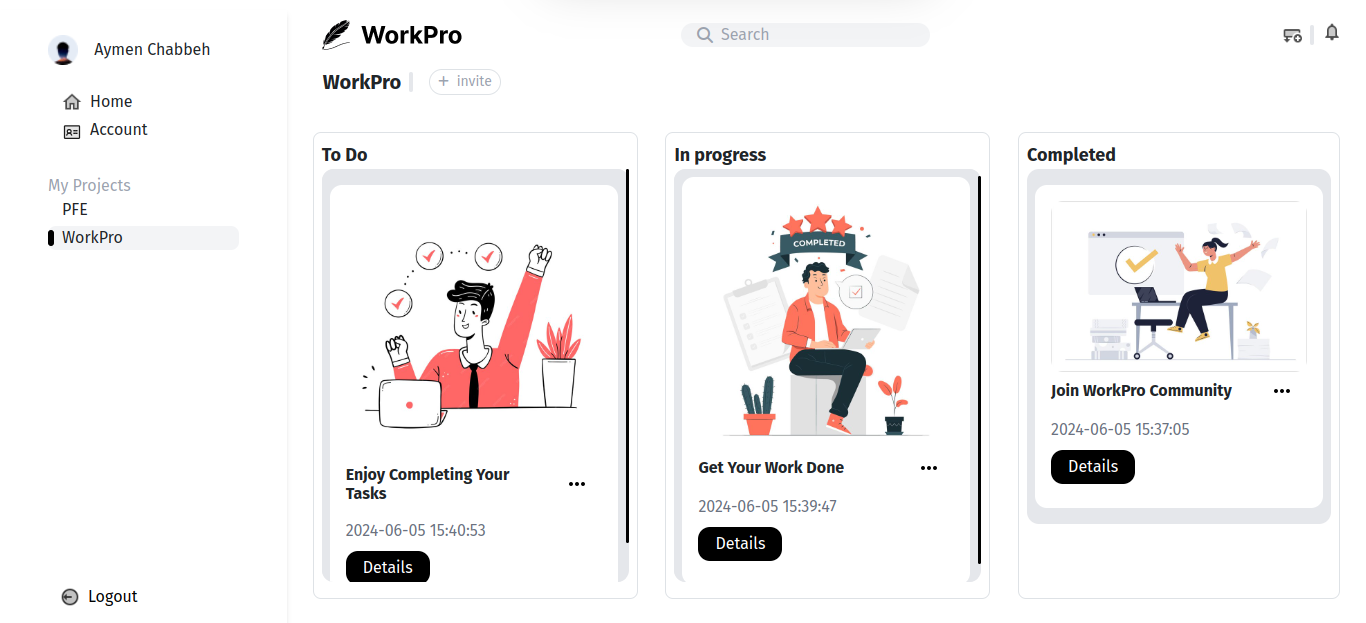 Aymen Chabbeh
Home
Account
My Projects
PFE
WorkPro
Logout
WorkPro
Search
WorkPro
+ invite
To Do
Enjoy Completing Your
Tasks
2024-06-05 15:40:53
Details
In progress
COMPLETED
Get Your Work Done
2024-06-05 15:39:47
Details
Completed
Join WorkPro Community
2024-06-05 15:37:05
Details